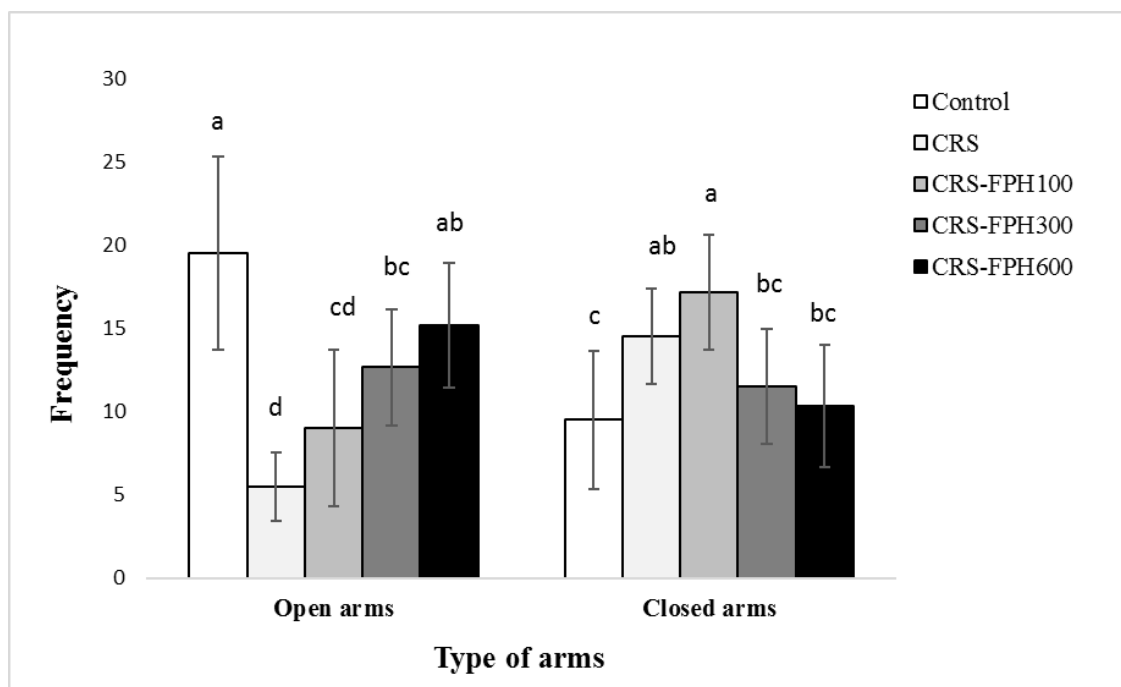 30
25
20
15
10
5
0
Frequency
a
d
cd
bc
ab
c
ab
a
bc
bc
Open arms
Closed arms
Type of arms
Control
CRS
CRS-FPH100
CRS-FPH300
CRS-FPH600